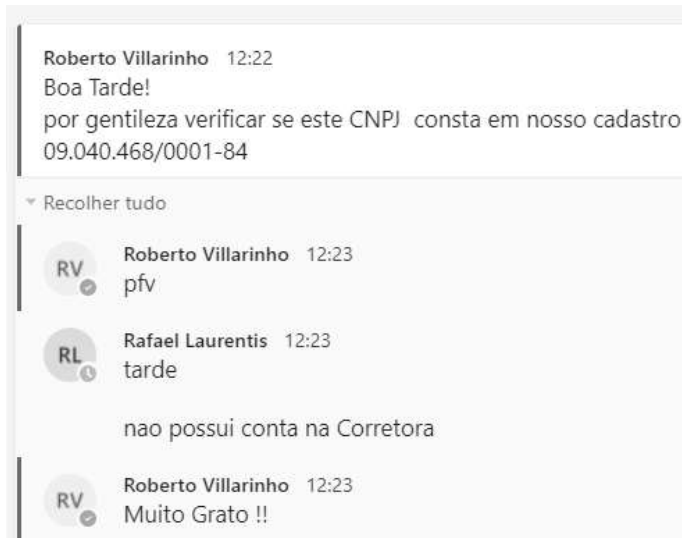 Roberto Villarinho 12:22
Boa Tarde!
por gentileza verificar se este CNPJ consta em nosso cadastro
09.040.468/0001-84
Recolher tudo
RV
Roberto Villarinho 12:23
pfv
RL
Rafael Laurentis 12:23
tarde
nao possui conta na Corretora
RV
Roberto Villarinho 12:23
Muito Grato !!